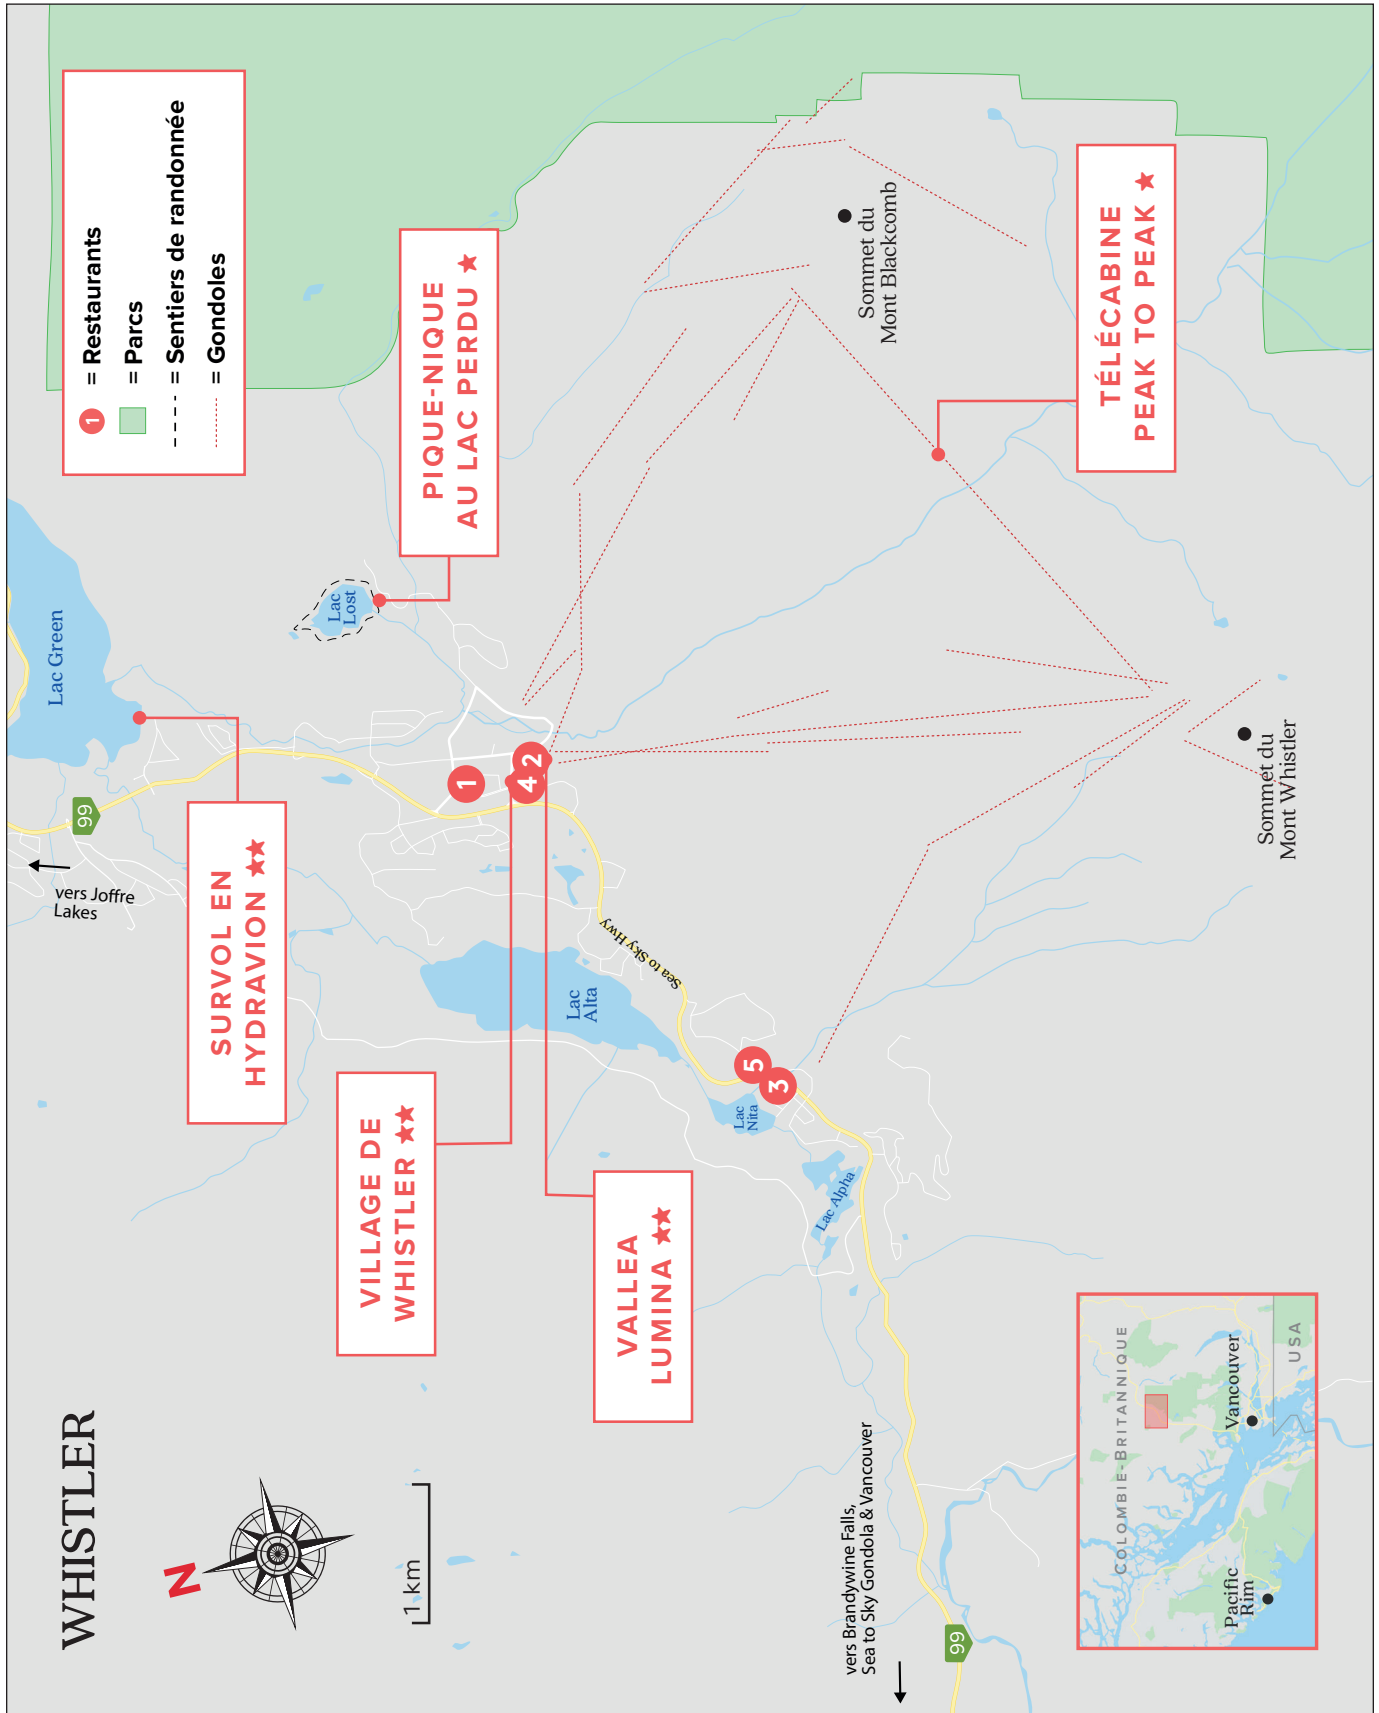 WHISTLER
N
1 km
1 = Restaurants
= Parcs
= Sentiers de randonnée
= Gondoles
vers Joffre
Lakes
99
Lac Green
SURVOL EN
HYDRAVION ★★
Lac
Lost
PIQUE-NIQUE
AU LAC PERDU ★
VILLAGE DE
WHISTLER ★★
1
4
2
VALLEA
LUMINA ★★
Lac
Alta
Sea to Sky Hwy
5
3
Lac
Nita
Lac Alpha
Sommet du
Mont Blackcomb
TÉLÉCABINE
PEAK TO PEAK ★
Sommet du
Mont Whistler
vers Brandywine Falls,
Sea to Sky Gondola & Vancouver
99
COLOMBIE-BRITANNIQUE
Pacific
Rim
Vancouver
USA